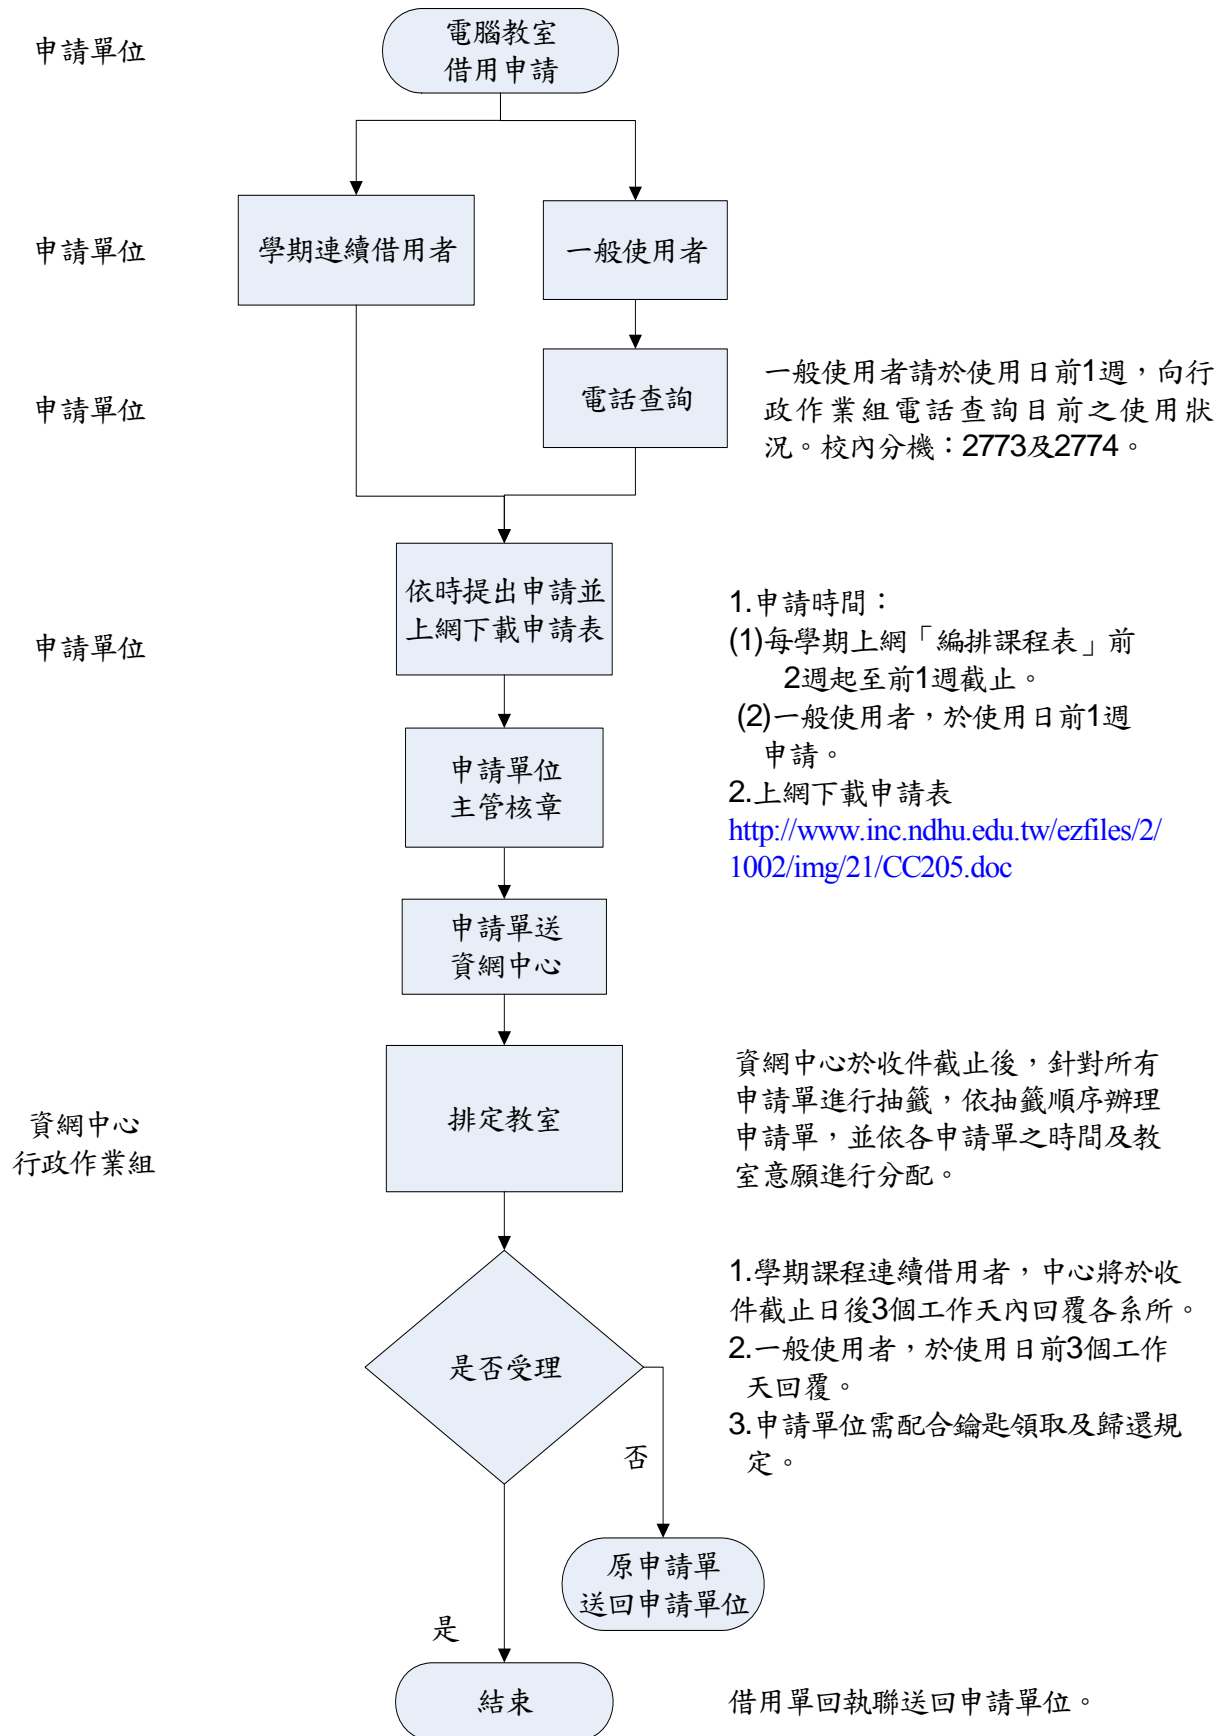 申請單位
電腦教室
借用申請
申請單位
學期連續借用者
一般使用者
申請單位
電話查詢
一般使用者請於使用日前1週，向行
政作業組電話查詢目前之使用狀
況。校內分機：2773及2774。
申請單位
依時提出申請並
上網下載申請表
1.申請時間：
(1)每學期上網「編排課程表」前
2週起至前1週截止。
(2)一般使用者，於使用日前1週
申請。
2.上網下載申請表
http://www.inc.ndhu.edu.tw/ezfiles/2/
1002/img/21/CC205.doc
申請單位
主管核章
申請單送
資網中心
資網中心
行政作業組
排定教室
資網中心於收件截止後，針對所有
申請單進行抽籤，依抽籤順序辦理
申請單，並依各申請單之時間及教
室意願進行分配。
是否受理
1.學期課程連續借用者，中心將於收
件截止日後3個工作天內回覆各系所。
2.一般使用者，於使用日前3個工作
天回覆。
3.申請單位需配合鑰匙領取及歸還規
定。
否
原申請單
送回申請單位
是
結束
借用單回執聯送回申請單位。